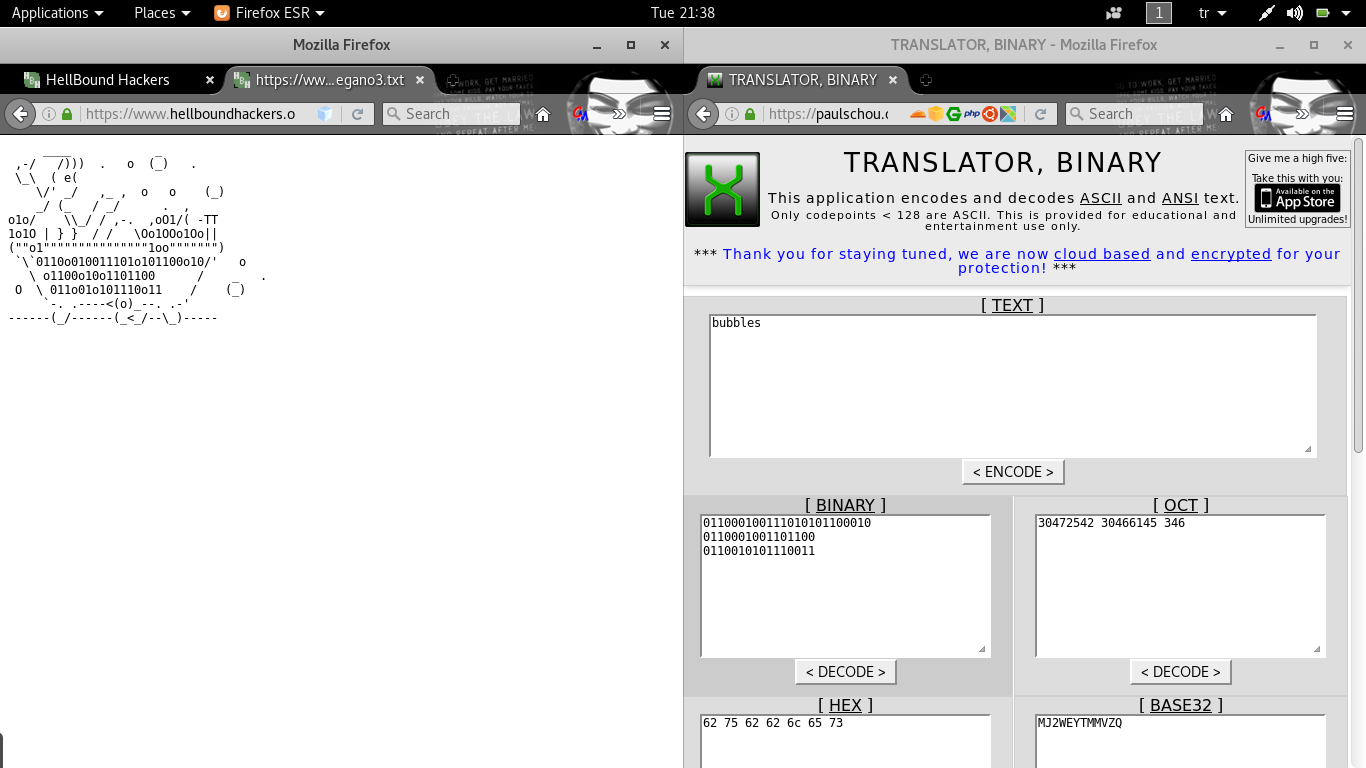 Applications Places Firefox ESR Tue 21:38 1 tr
Mozilla Firefox
HellBound Hackers https://ww...egano3.txt
https://www.hellboundhackers.o Search
      ____            _
 ,-/  /)))  .   o  (_)   .
 \_\  ( e(
    \/' _/   ,_ ,  o   o    (_)
    _/ (_   / _/      .  ,
o1o/    \\_/ / ,-.  ,oO1/( -TT
1o1O | } }  / /   \Oo1OOo1Oo||
(""o1"""""""""""""""1oo"""""""")
 `\`0110o010011101o101100o10/'   o
   \ o1100o10o1101100      /    _   .
 O  \ 011o01o101110o11    /    (_)
     `-. .----<(o)_--. .-'
------(_/------(_<_/--\_)-----
TRANSLATOR, BINARY - Mozilla Firefox
TRANSLATOR, BINARY
https://paulschou.c php Search
TRANSLATOR, BINARY
This application encodes and decodes ASCII and ANSI text.
Only codepoints < 128 are ASCII. This is provided for educational and
entertainment use only.
Give me a high five:
Take this with you:
Available on the
App Store
Unlimited upgrades!
*** Thank you for staying tuned, we are now cloud based and encrypted for your
protection! ***
[ TEXT ]
bubbles
< ENCODE >
[ BINARY ]
011000100111010101100010
0110001001101100
0110010101110011
< DECODE >
[ OCT ]
30472542 30466145 346
< DECODE >
[ HEX ]
62 75 62 62 6c 65 73
[ BASE32 ]
MJ2WEYTMMVZQ